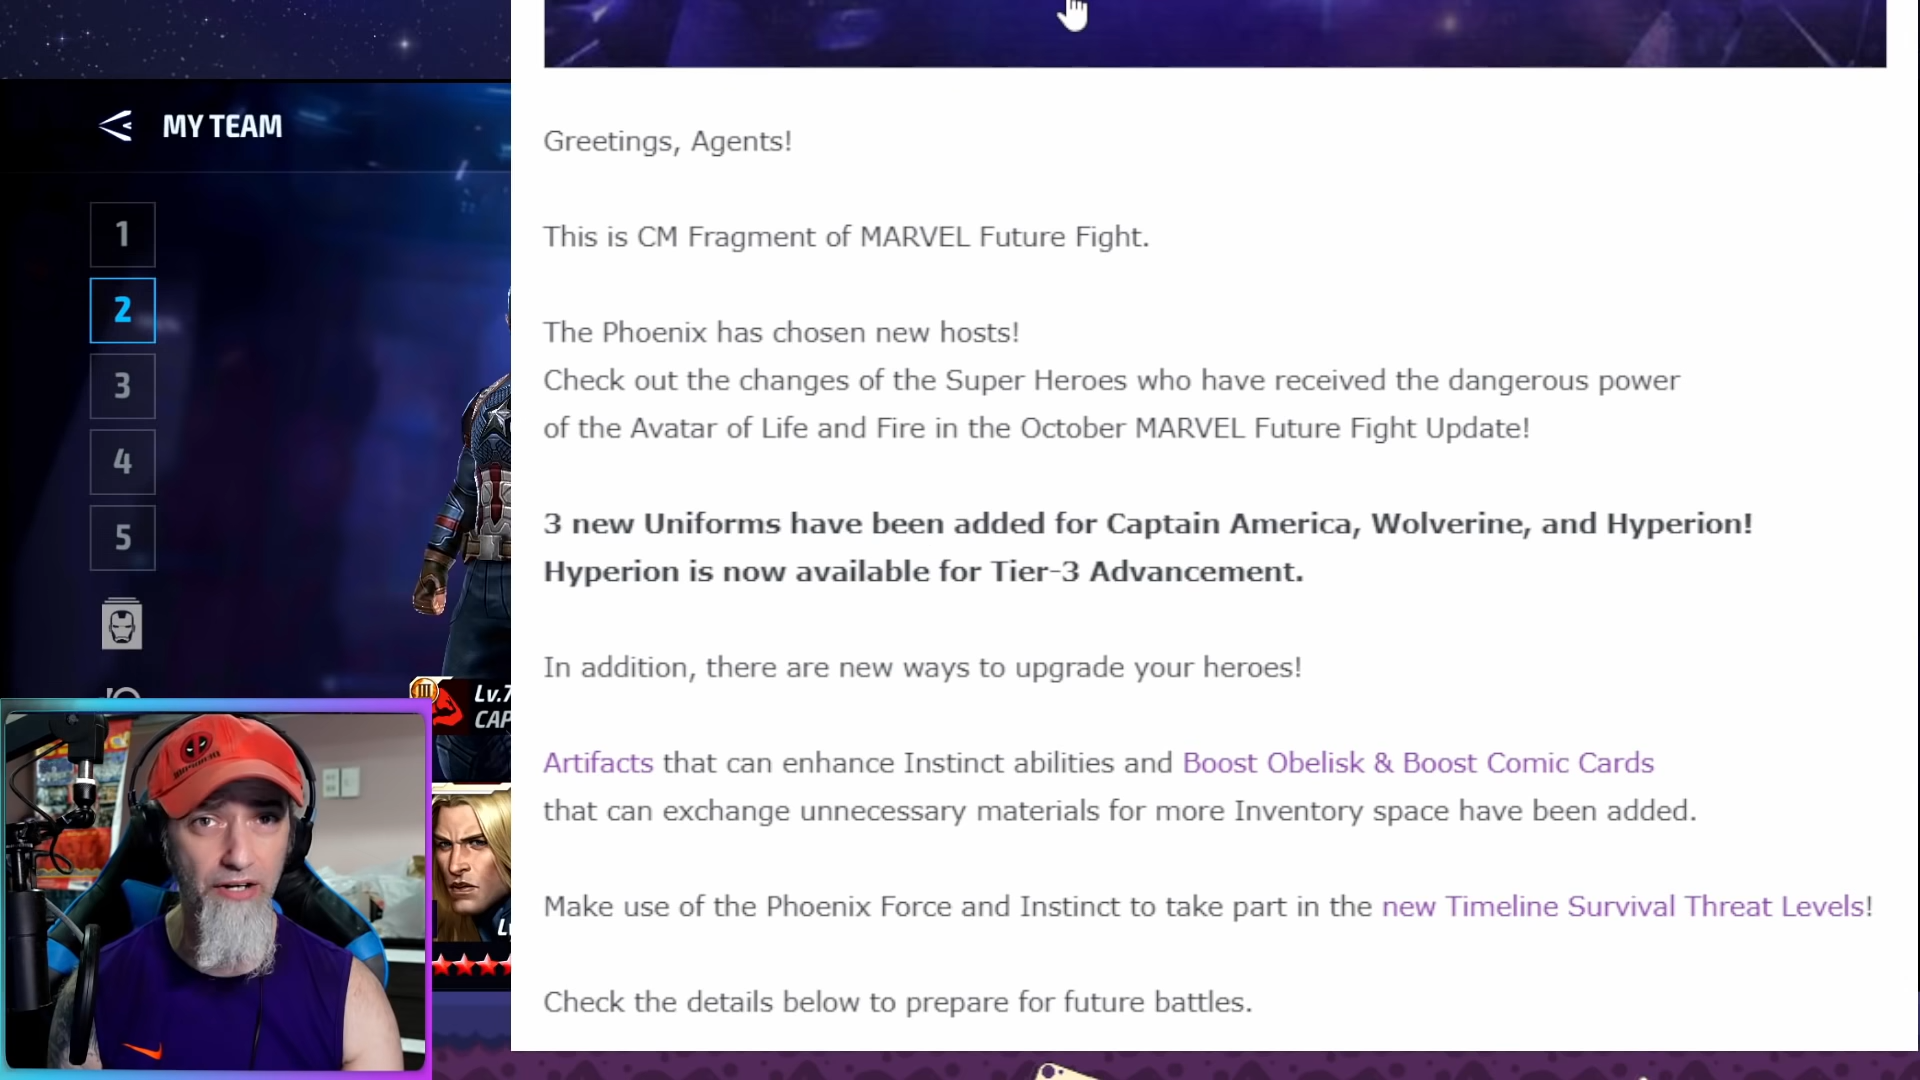 MY TEAM
1
2
3
4
5
III
Lv.7
CAP
Greetings, Agents!
This is CM Fragment of MARVEL Future Fight.
The Phoenix has chosen new hosts!
Check out the changes of the Super Heroes who have received the dangerous power
of the Avatar of Life and Fire in the October MARVEL Future Fight Update!
3 new Uniforms have been added for Captain America, Wolverine, and Hyperion!
Hyperion is now available for Tier-3 Advancement.
In addition, there are new ways to upgrade your heroes!
Artifacts that can enhance Instinct abilities and Boost Obelisk & Boost Comic Cards
that can exchange unnecessary materials for more Inventory space have been added.
Make use of the Phoenix Force and Instinct to take part in the new Timeline Survival Threat Levels!
Check the details below to prepare for future battles.